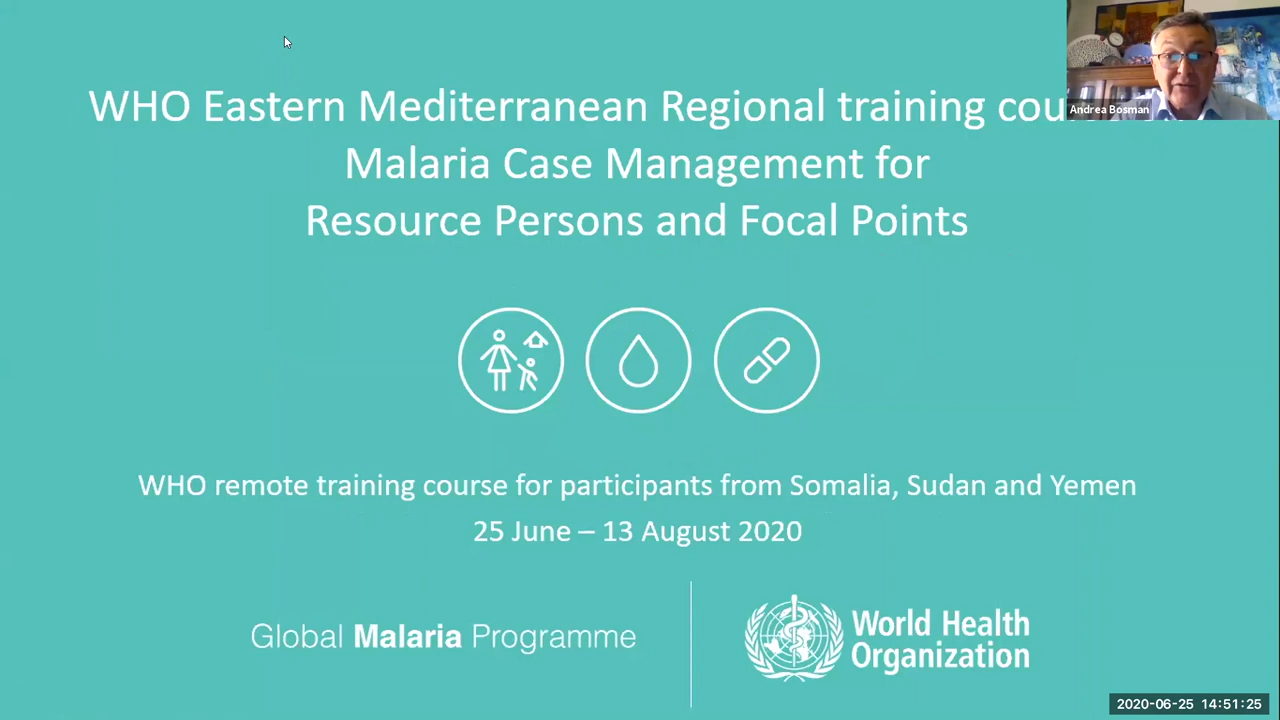 WHO Eastern Mediterranean Regional training
Malaria Case Management for
Resource Persons and Focal Points
Andrea Bosman
WHO remote training course for participants from Somalia, Sudan and Yemen
25 June – 13 August 2020
Global Malaria Programme
World Health
Organization
2020-06-25 14:51:25